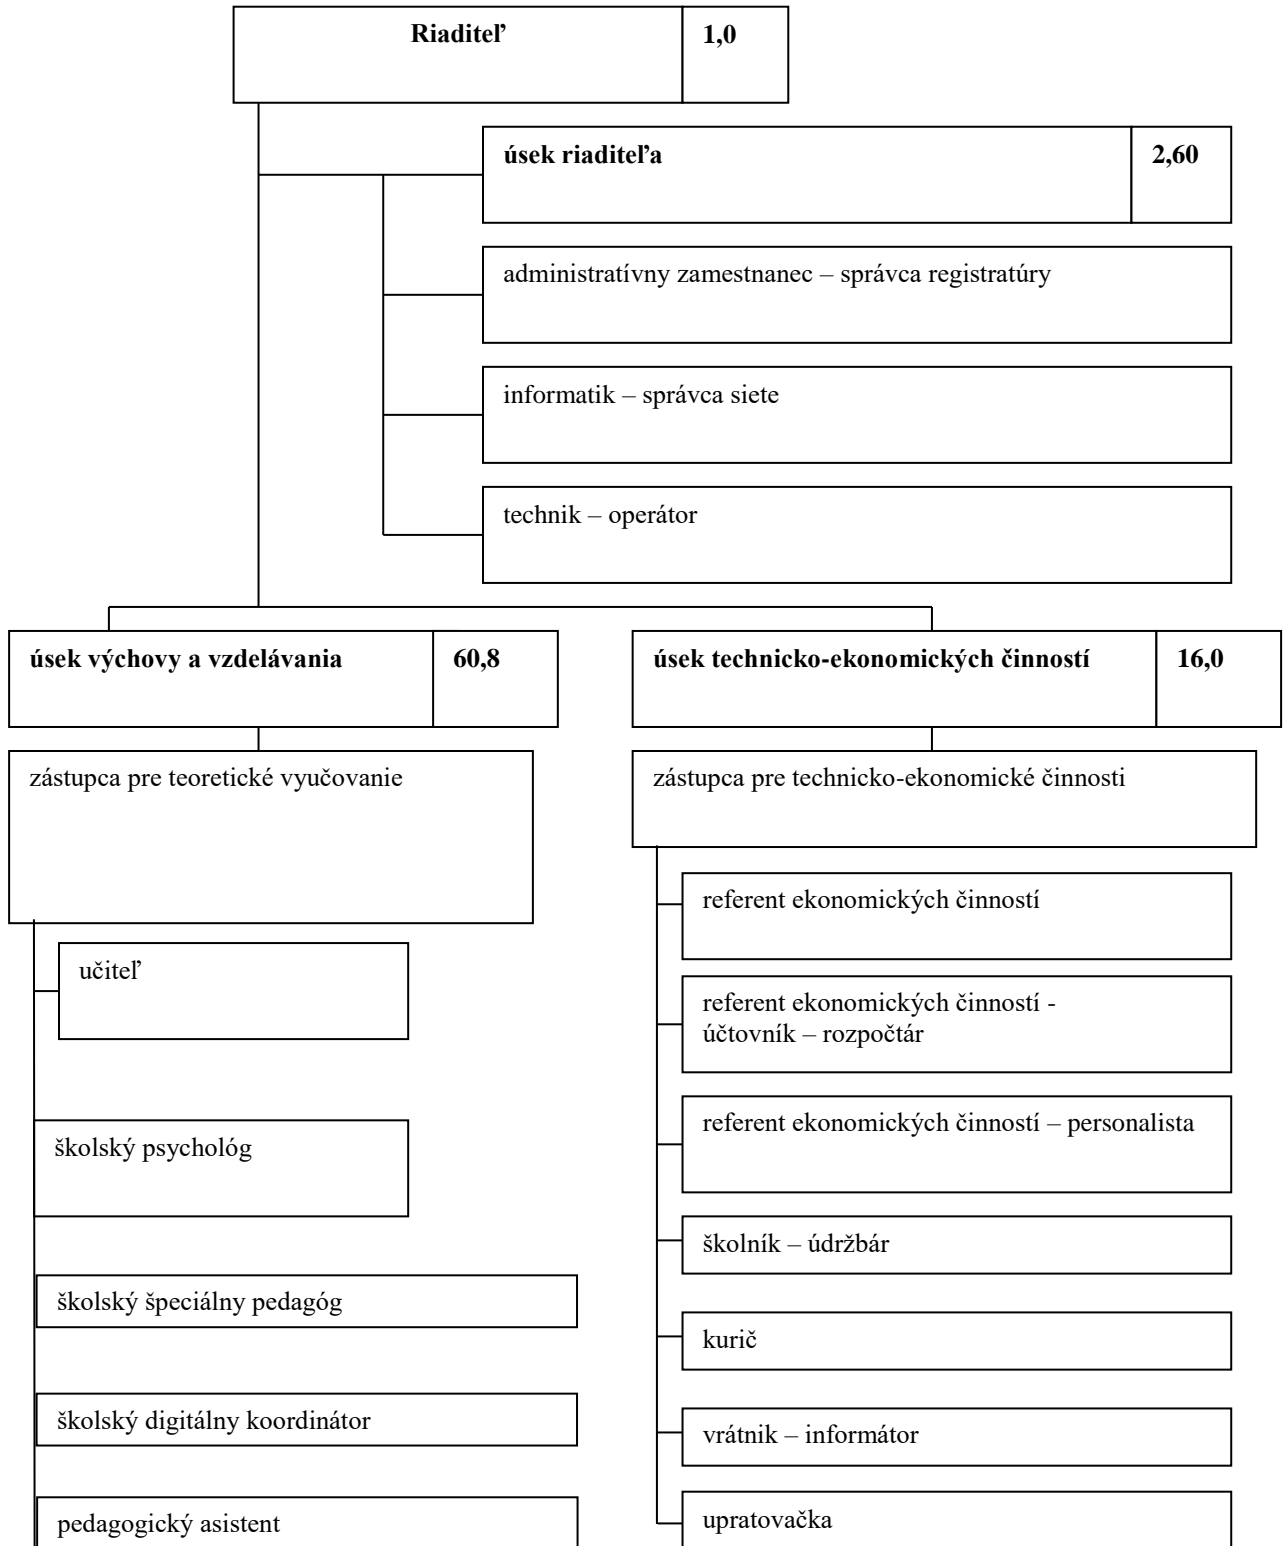 Riaditeľ 1,0
úsek riaditeľa 2,60
administratívny zamestnanec – správca registratúry
informatik – správca siete
technik – operátor
úsek výchovy a vzdelávania 60,8
zástupca pre teoretické vyučovanie
učiteľ
školský psychológ
školský špeciálny pedagóg
školský digitálny koordinátor
pedagogický asistent
úsek technicko-ekonomických činností 16,0
zástupca pre technicko-ekonomické činnosti
referent ekonomických činností
referent ekonomických činností -
účtovník – rozpočtár
referent ekonomických činností – personalista
školník – údržbár
kurič
vrátnik – informátor
upratovačka